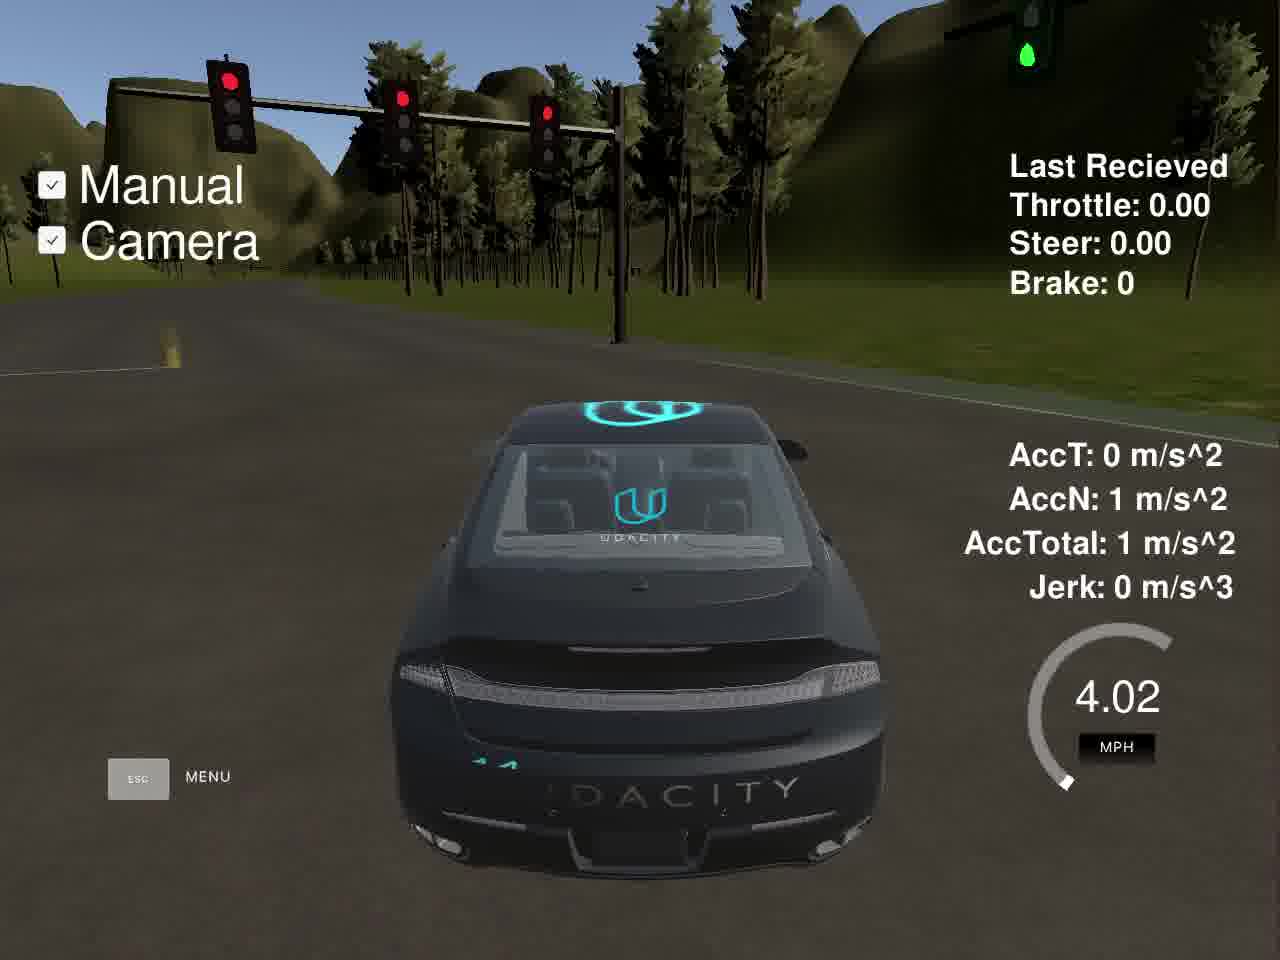 Manual
Camera
Last Recieved
Throttle: 0.00
Steer: 0.00
Brake: 0
AccT: 0 m/s^2
AccN: 1 m/s^2
AccTotal: 1 m/s^2
Jerk: 0 m/s^3
4.02
MPH
ESC MENU
UDACITY
UDACITY